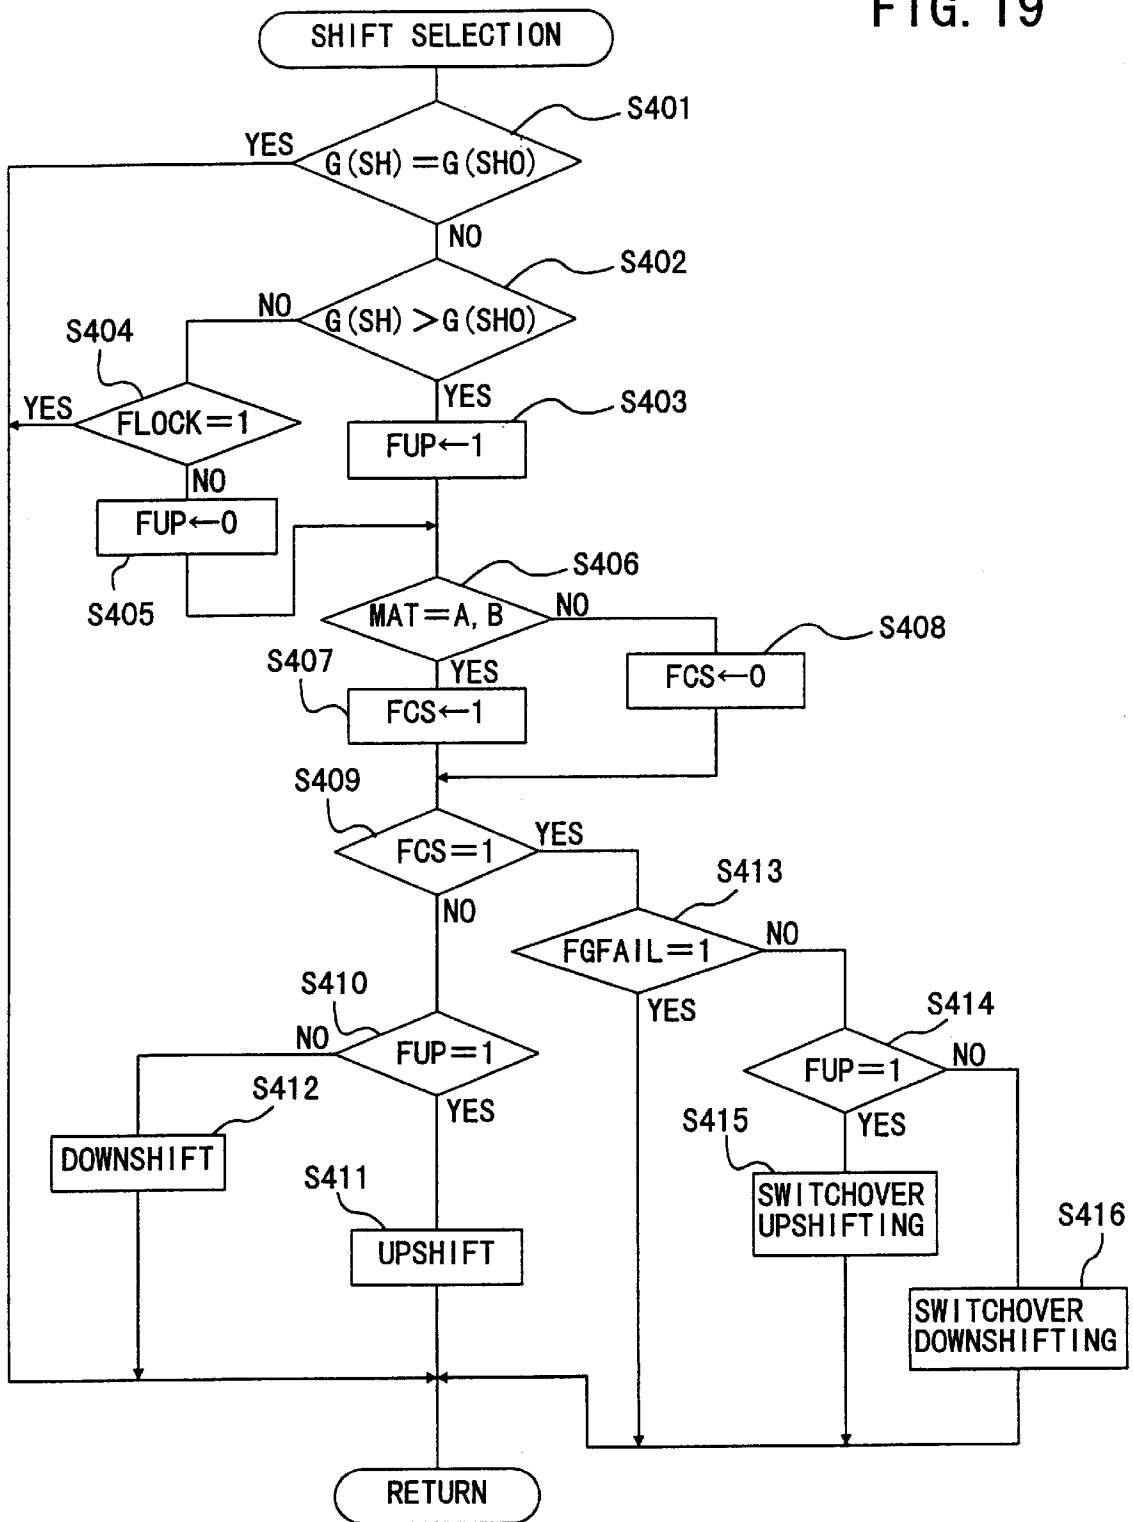 FIG. 19
SHIFT SELECTION
S401
YES
G(SH)=G(SHO)
NO
S402
NO
G(SH)>G(SHO)
S404
YES
S403
YES
FLOCK=1
FUP←1
NO
FUP←0
S405
S406
MAT=A, B
NO
S408
S407
YES
FCS←0
FCS←1
S409
YES
FCS=1
S413
NO
FGFAIL=1
NO
S410
YES
S414
NO
FUP=1
FUP=1
NO
S412
YES
YES
S415
DOWNSHIFT
S411
SWITCHOVER
UPSHIFTING
S416
UPSHIFT
SWITCHOVER
DOWNSHIFTING
RETURN